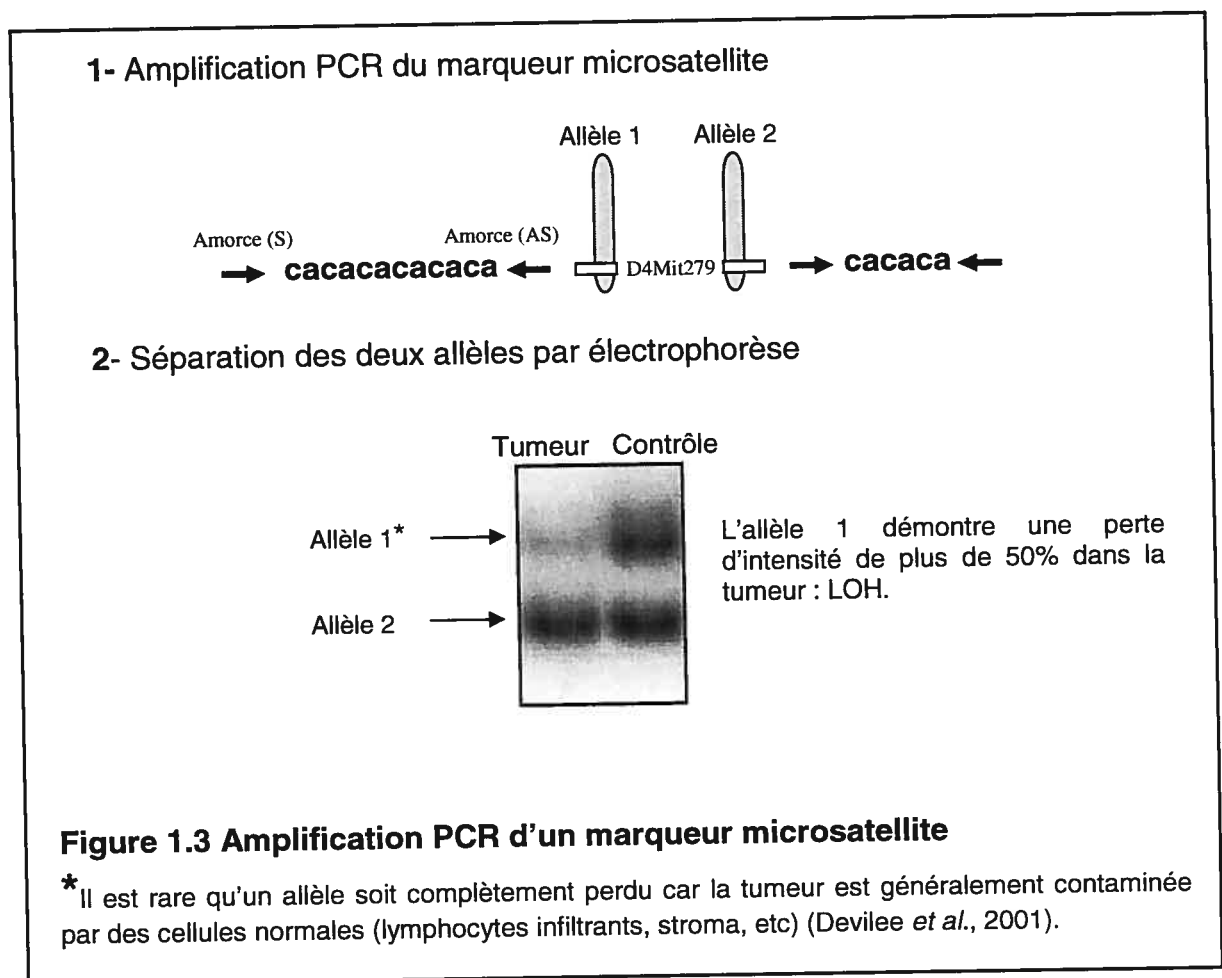 1- Amplification PCR du marqueur microsatellite
Allèle 1 Allèle 2
Amorce (S) Amorce (AS)
cacacacacaca D4Mit279 cacaca
2- Séparation des deux allèles par électrophorèse
Tumeur Contrôle
Allèle 1*
Allèle 2
L'allèle 1 démontre une perte
d'intensité de plus de 50% dans la
tumeur : LOH.
Figure 1.3 Amplification PCR d'un marqueur microsatellite
*Il est rare qu'un allèle soit complètement perdu car la tumeur est généralement contaminée
par des cellules normales (lymphocytes infiltrants, stroma, etc) (Devilee et al., 2001).